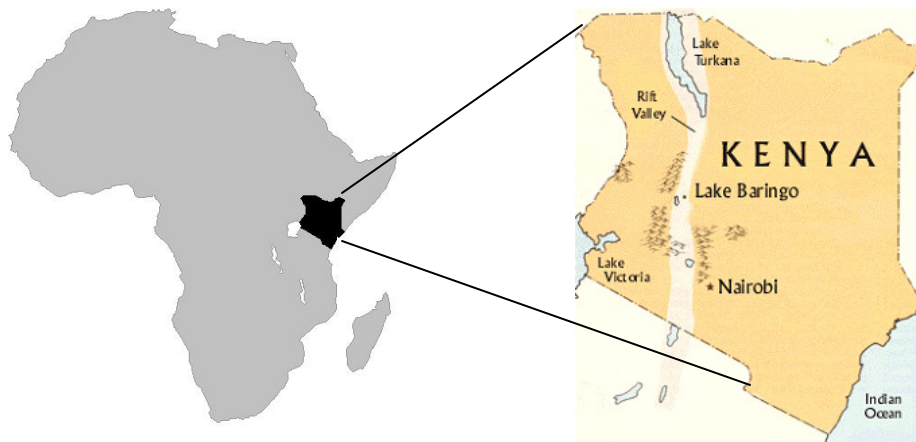 Lake
Turkana
Rift
Valley
KENYA
Lake Baringo
Lake
Victoria
Nairobi
Indian
Ocean